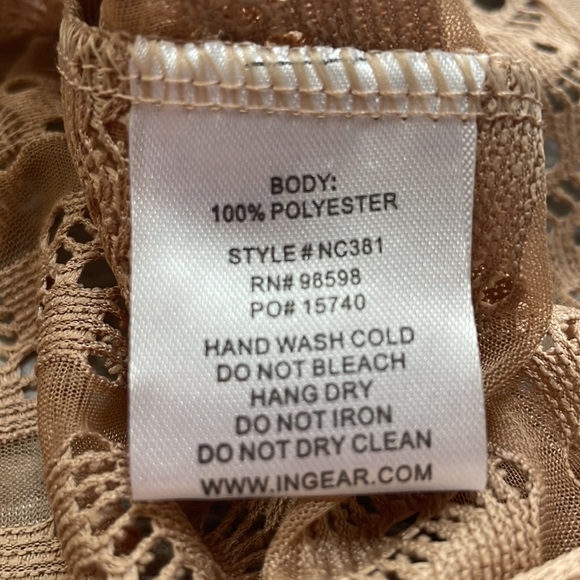 BODY:
100% POLYESTER
STYLE # NC381
RN# 98598
PO# 15740
HAND WASH COLD
DO NOT BLEACH
HANG DRY
DO NOT IRON
DO NOT DRY CLEAN
WWW.INGEAR.COM